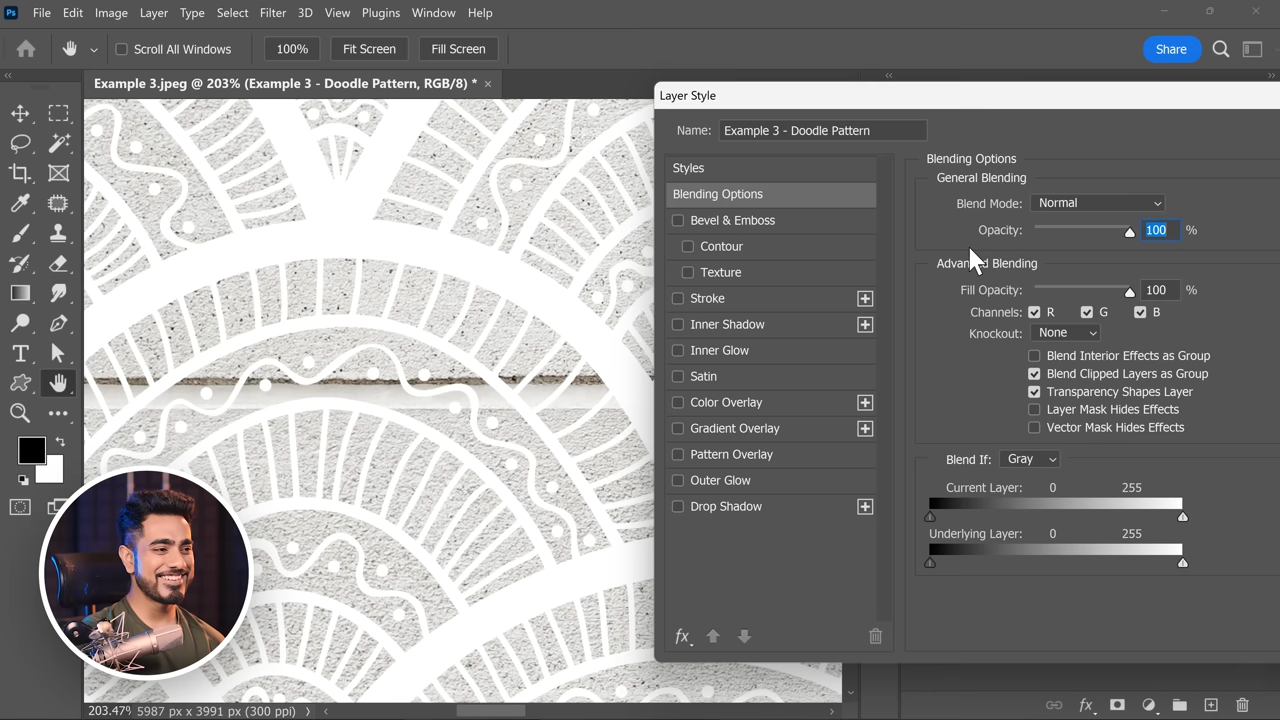 Ps File Edit Image Layer Type Select Filter 3D View Plugins Window Help
Scroll All Windows 100% Fit Screen Fill Screen Share
Example 3.jpeg @ 203% (Example 3 - Doodle Pattern, RGB/8) * ×
Layer Style
Name: Example 3 - Doodle Pattern
Styles
Blending Options
Bevel & Emboss
Contour
Texture
Stroke
Inner Shadow
Inner Glow
Satin
Color Overlay
Gradient Overlay
Pattern Overlay
Outer Glow
Drop Shadow
fx
Blending Options
General Blending
Blend Mode: Normal
Opacity: 100 %
Advanced Blending
Fill Opacity: 100 %
Channels: R G B
Knockout: None
Blend Interior Effects as Group
Blend Clipped Layers as Group
Transparency Shapes Layer
Layer Mask Hides Effects
Vector Mask Hides Effects
Blend If: Gray
Current Layer: 0 255
Underlying Layer: 0 255
203.47% 5987 px x 3991 px (300 ppi)
fx